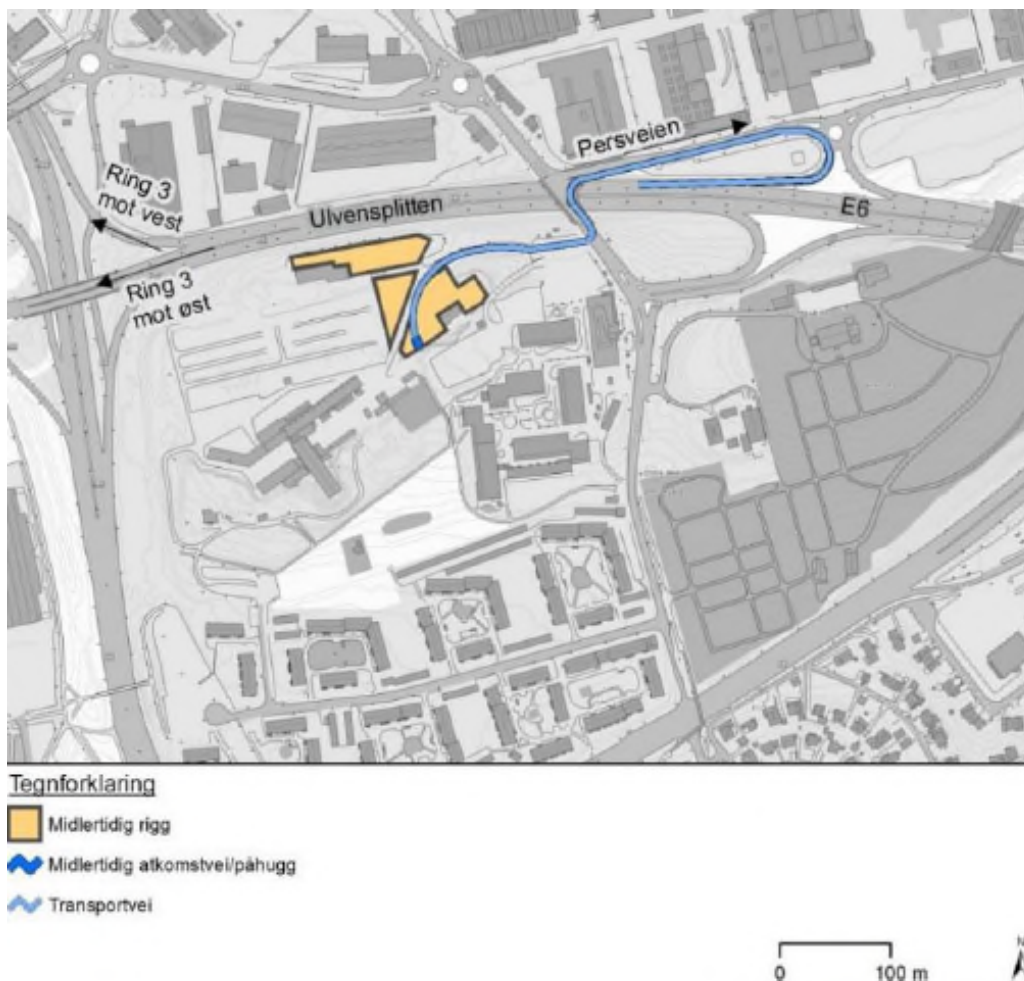 Persveien
Ring 3
mot vest
Ulvensplitten
E6
Ring 3
mot øst
Tegnforklaring
Midlertidig rigg
Midlertidig atkomstvei/påhugg
Transportvei
N
0 100 m